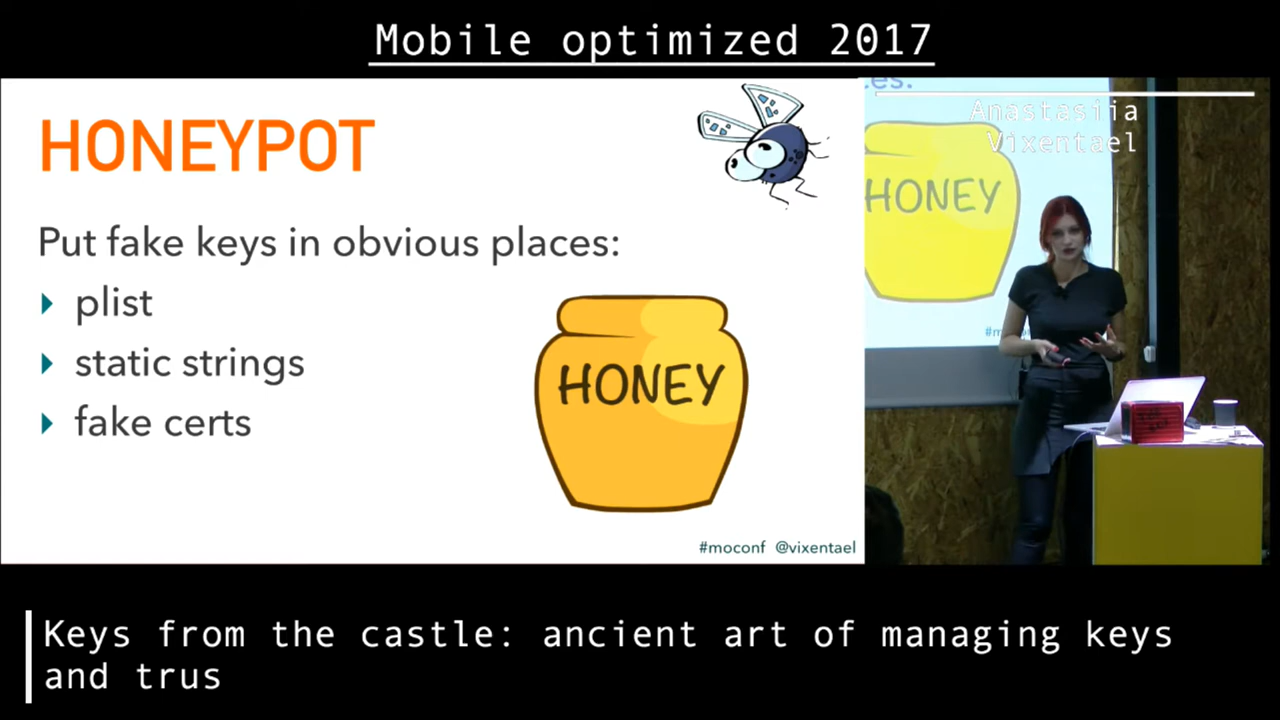 Mobile optimized 2017
HONEYPOT
Put fake keys in obvious places:
plist
static strings
fake certs
HONEY
#moconf @vixentael
es.
Anastasiia
Vixentael
HONEY
#m
Keys from the castle: ancient art of managing keys
and trus